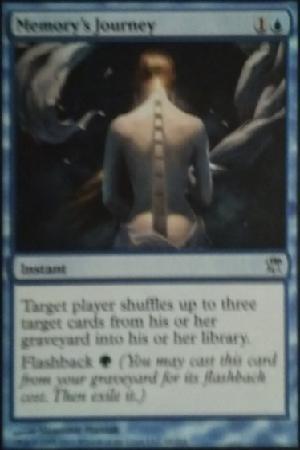 Memory's Journey 1
Instant
Target player shuffles up to three
target cards from his or her
graveyard into his or her library.
Flashback (You may cast this card
from your graveyard for its flashback
cost. Then exile it.)